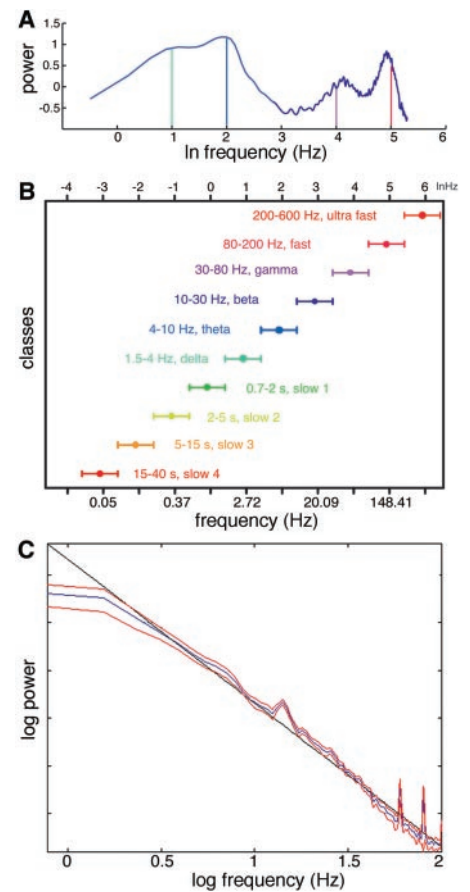 A
power
1.5
1
0.5
0
-0.5
0 1 2 3 4 5 6
ln frequency (Hz)
B
-4 -3 -2 -1 0 1 2 3 4 5 6 lnHz
classes
200-600 Hz, ultra fast
80-200 Hz, fast
30-80 Hz, gamma
10-30 Hz, beta
4-10 Hz, theta
1.5-4 Hz, delta
0.7-2 s, slow 1
2-5 s, slow 2
5-15 s, slow 3
15-40 s, slow 4
0.05 0.37 2.72 20.09 148.41
frequency (Hz)
C
log power
0 0.5 1 1.5 2
log frequency (Hz)